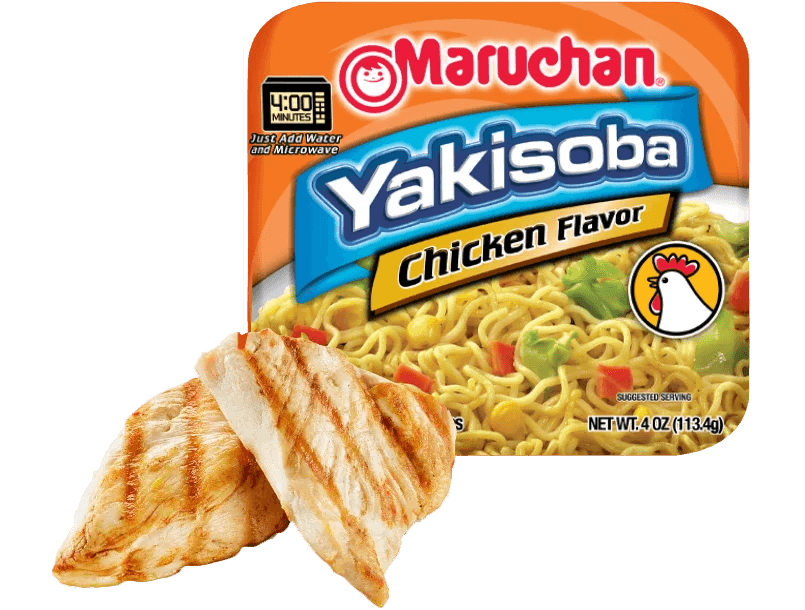 Maruchan®
4:00
MINUTES
Just Add Water
and Microwave
Yakisoba
Chicken Flavor
SUGGESTED SERVING
NET WT. 4 OZ (113.4g)